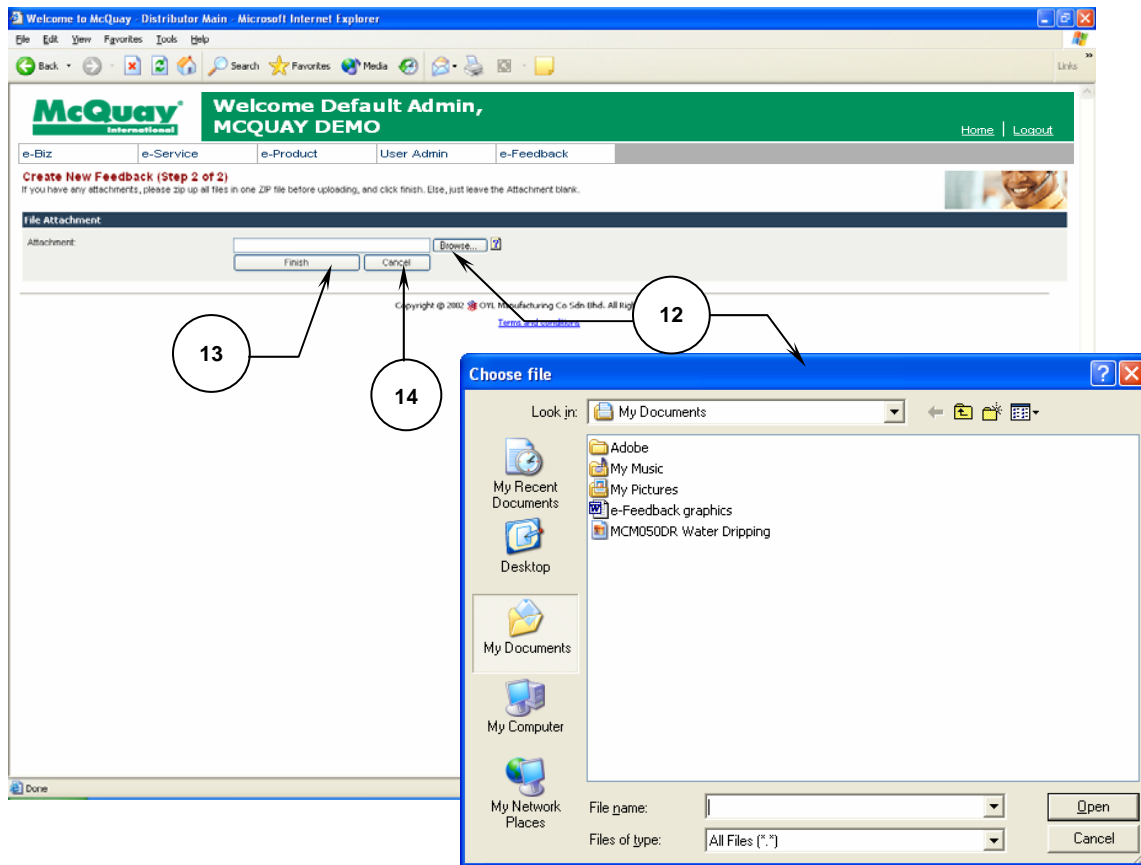 Welcome to McQuay - Distributor Main - Microsoft Internet Explorer
File Edit View Favorites Tools Help
Back Search Favorites Media Links
McQuay International
Welcome Default Admin,
MCQUAY DEMO
Home | Logout
e-Biz e-Service e-Product User Admin e-Feedback
Create New Feedback (Step 2 of 2)
If you have any attachments, please zip up all files in one ZIP file before uploading, and click finish. Else, just leave the Attachment blank.
File Attachment
Attachment: Browse... ?
Finish Cancel
Copyright @ 2002 OYL Manufacturing Co Sdn Bhd. All Rig
Terms and conditions
12
13
14
Choose file
Look in: My Documents
Adobe
My Music
My Pictures
e-Feedback graphics
MCM050DR Water Dripping
My Recent
Documents
Desktop
My Documents
My Computer
My Network
Places
File name: Open
Files of type: All Files (*.*) Cancel
Done